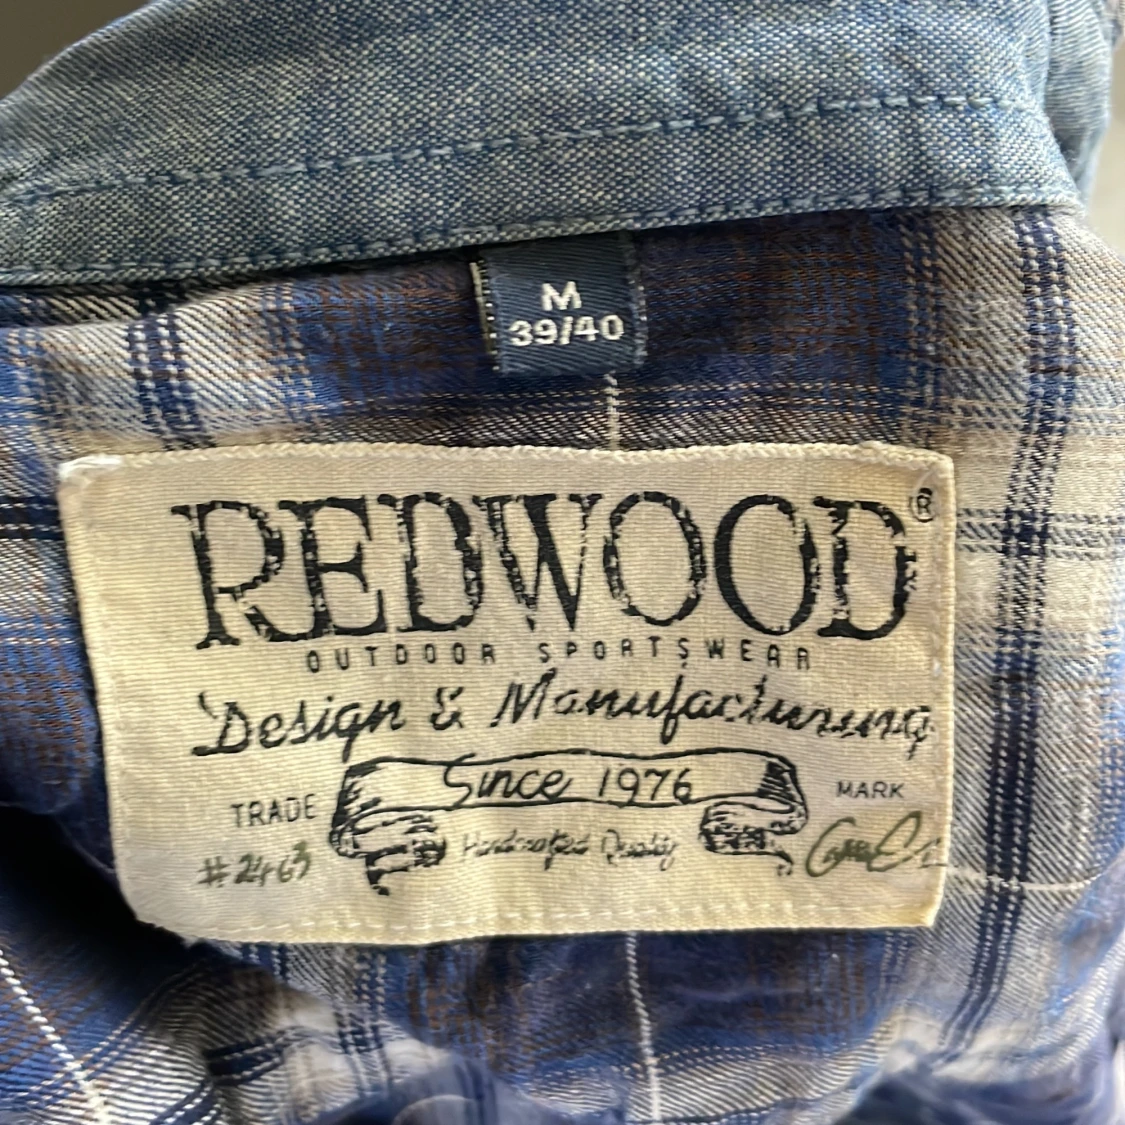 M
39/40
REDWOOD®
OUTDOOR SPORTSWEAR
Design & Manufacturing
Since 1976
TRADE MARK
Handcrafted Quality
#2463